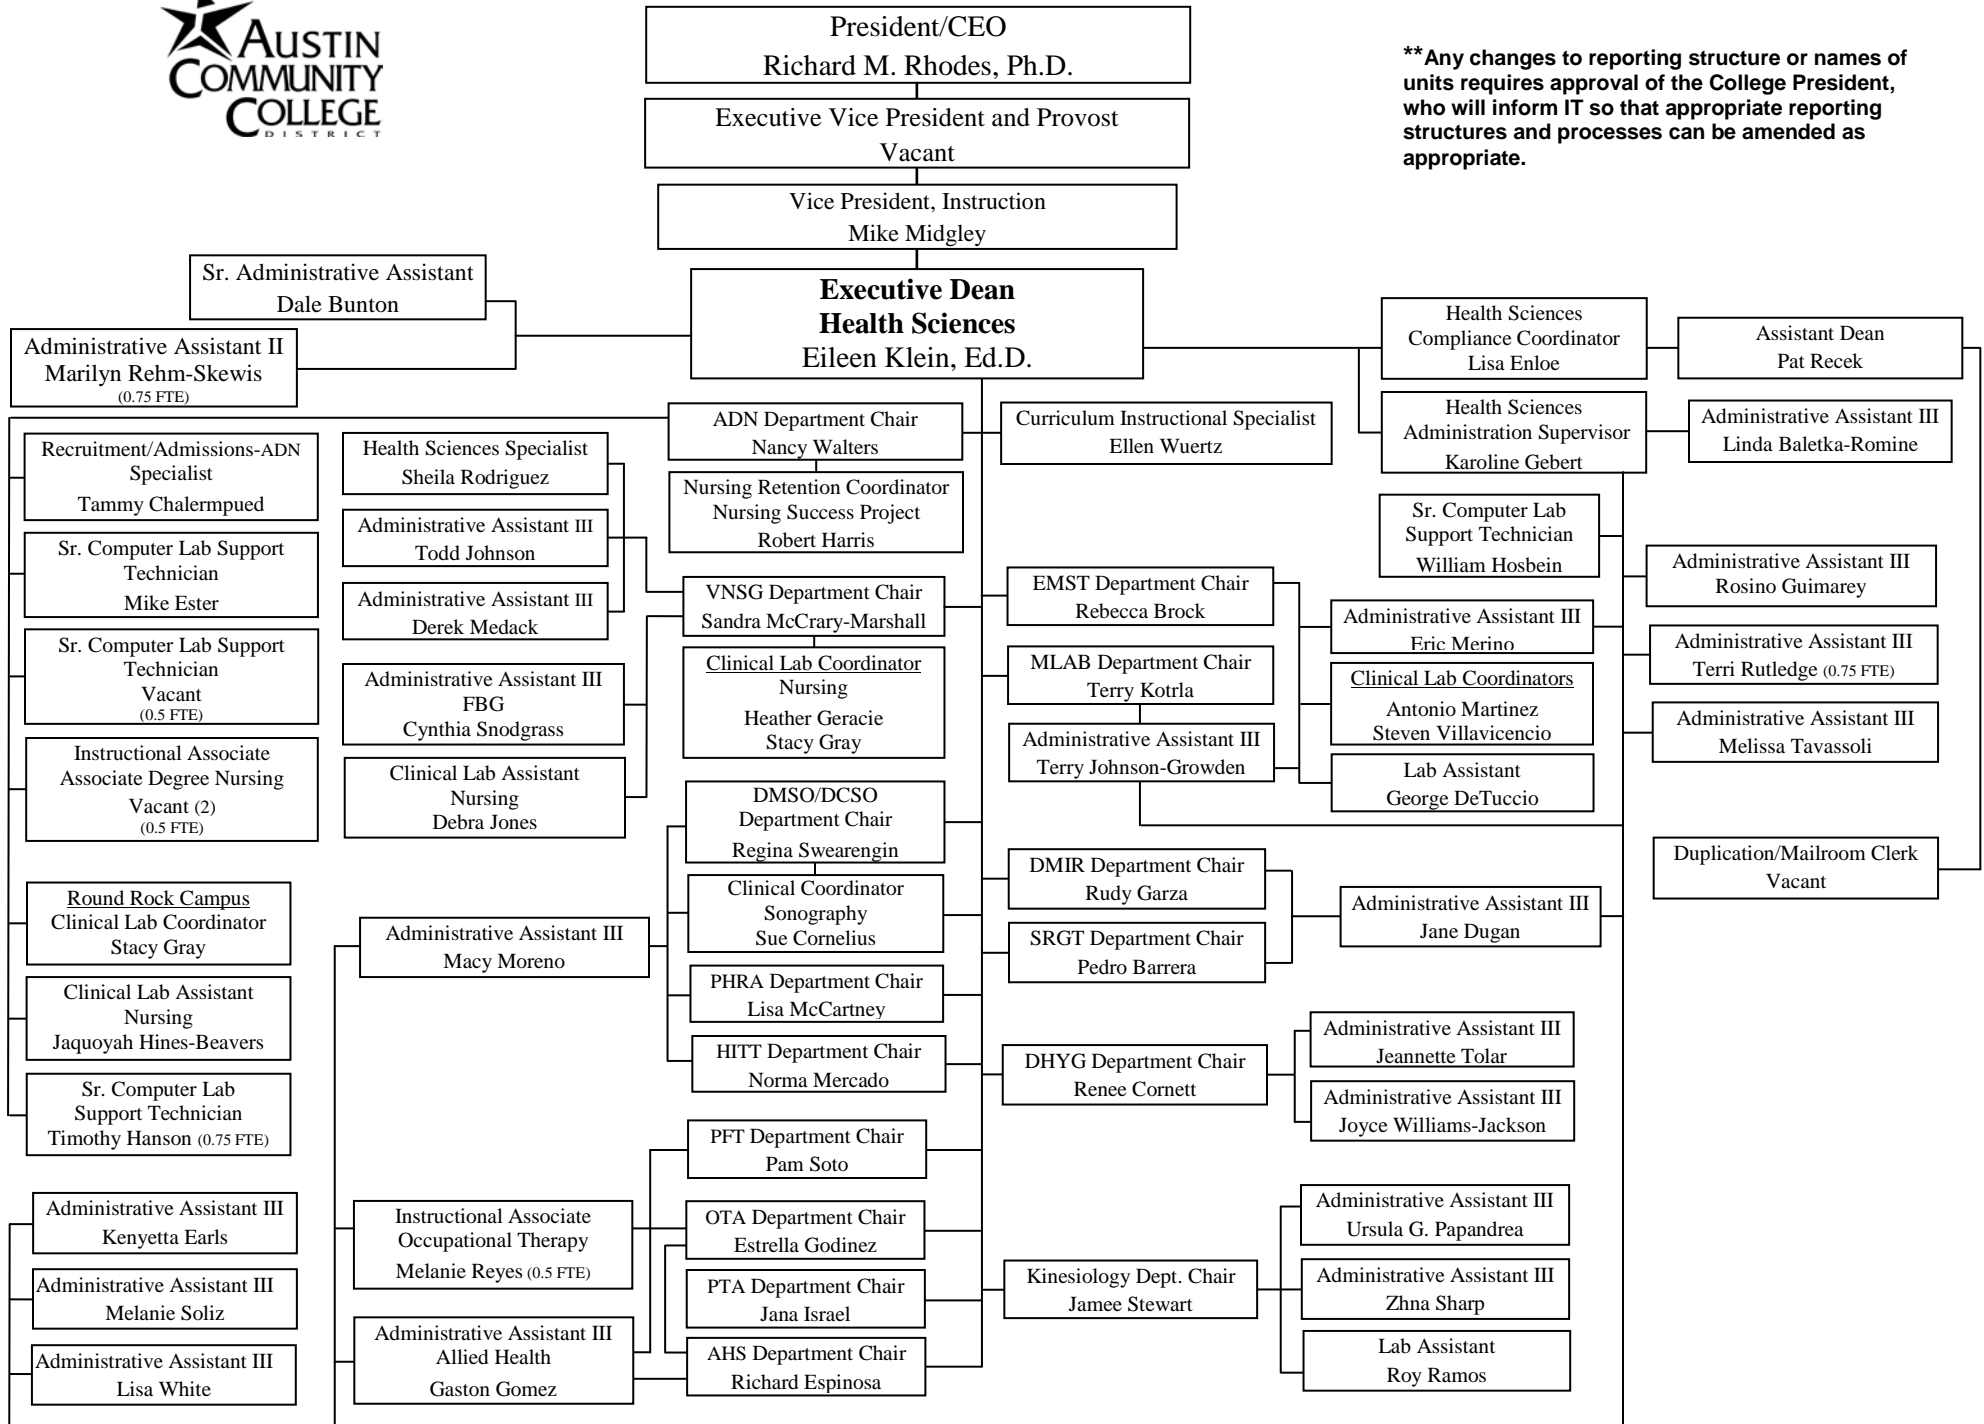 AUSTIN
COMMUNITY
COLLEGE
DISTRICT
President/CEO
Richard M. Rhodes, Ph.D.
**Any changes to reporting structure or names of
units requires approval of the College President,
who will inform IT so that appropriate reporting
structures and processes can be amended as
appropriate.
Executive Vice President and Provost
Vacant
Vice President, Instruction
Mike Midgley
Sr. Administrative Assistant
Dale Bunton
Executive Dean
Health Sciences
Eileen Klein, Ed.D.
Administrative Assistant II
Marilyn Rehm-Skewis
(0.75 FTE)
Health Sciences
Compliance Coordinator
Lisa Enloe
Assistant Dean
Pat Recek
Health Sciences
Administration Supervisor
Karoline Gebert
Administrative Assistant III
Linda Baletka-Romine
ADN Department Chair
Nancy Walters
Curriculum Instructional Specialist
Ellen Wuertz
Nursing Retention Coordinator
Nursing Success Project
Robert Harris
Recruitment/Admissions-ADN
Specialist
Tammy Chalermpued
Sr. Computer Lab Support
Technician
Mike Ester
Sr. Computer Lab Support
Technician
Vacant
(0.5 FTE)
Instructional Associate
Associate Degree Nursing
Vacant (2)
(0.5 FTE)
Round Rock Campus
Clinical Lab Coordinator
Stacy Gray
Clinical Lab Assistant
Nursing
Jaquoyah Hines-Beavers
Sr. Computer Lab
Support Technician
Timothy Hanson (0.75 FTE)
Administrative Assistant III
Kenyetta Earls
Administrative Assistant III
Melanie Soliz
Administrative Assistant III
Lisa White
Health Sciences Specialist
Sheila Rodriguez
Administrative Assistant III
Todd Johnson
Administrative Assistant III
Derek Medack
Administrative Assistant III
FBG
Cynthia Snodgrass
Clinical Lab Assistant
Nursing
Debra Jones
Administrative Assistant III
Macy Moreno
Instructional Associate
Occupational Therapy
Melanie Reyes (0.5 FTE)
Administrative Assistant III
Allied Health
Gaston Gomez
VNSG Department Chair
Sandra McCrary-Marshall
Clinical Lab Coordinator
Nursing
Heather Geracie
Stacy Gray
DMSO/DCSO
Department Chair
Regina Swearengin
Clinical Coordinator
Sonography
Sue Cornelius
PHRA Department Chair
Lisa McCartney
HITT Department Chair
Norma Mercado
PFT Department Chair
Pam Soto
OTA Department Chair
Estrella Godinez
PTA Department Chair
Jana Israel
AHS Department Chair
Richard Espinosa
EMST Department Chair
Rebecca Brock
MLAB Department Chair
Terry Kotrla
Administrative Assistant III
Terry Johnson-Growden
DMIR Department Chair
Rudy Garza
SRGT Department Chair
Pedro Barrera
DHYG Department Chair
Renee Cornett
Kinesiology Dept. Chair
Jamee Stewart
Sr. Computer Lab
Support Technician
William Hosbein
Administrative Assistant III
Eric Merino
Clinical Lab Coordinators
Antonio Martinez
Steven Villavicencio
Lab Assistant
George DeTuccio
Administrative Assistant III
Jane Dugan
Administrative Assistant III
Jeannette Tolar
Administrative Assistant III
Joyce Williams-Jackson
Administrative Assistant III
Ursula G. Papandrea
Administrative Assistant III
Zhna Sharp
Lab Assistant
Roy Ramos
Administrative Assistant III
Rosino Guimarey
Administrative Assistant III
Terri Rutledge (0.75 FTE)
Administrative Assistant III
Melissa Tavassoli
Duplication/Mailroom Clerk
Vacant